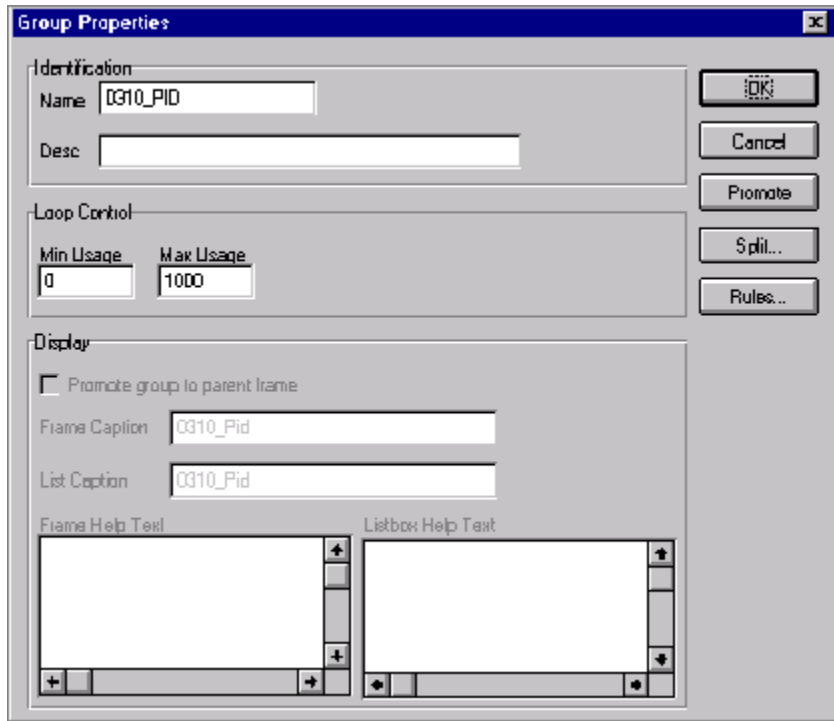 Group Properties
Identification
Name 0310_PID
Desc
Loop Control
Min Usage Max Usage
0 1000
Display
Promote group to parent frame
Frame Caption 0310_Pid
List Caption 0310_Pid
Frame Help Text Listbox Help Text
OK
Cancel
Promote
Split...
Rules...